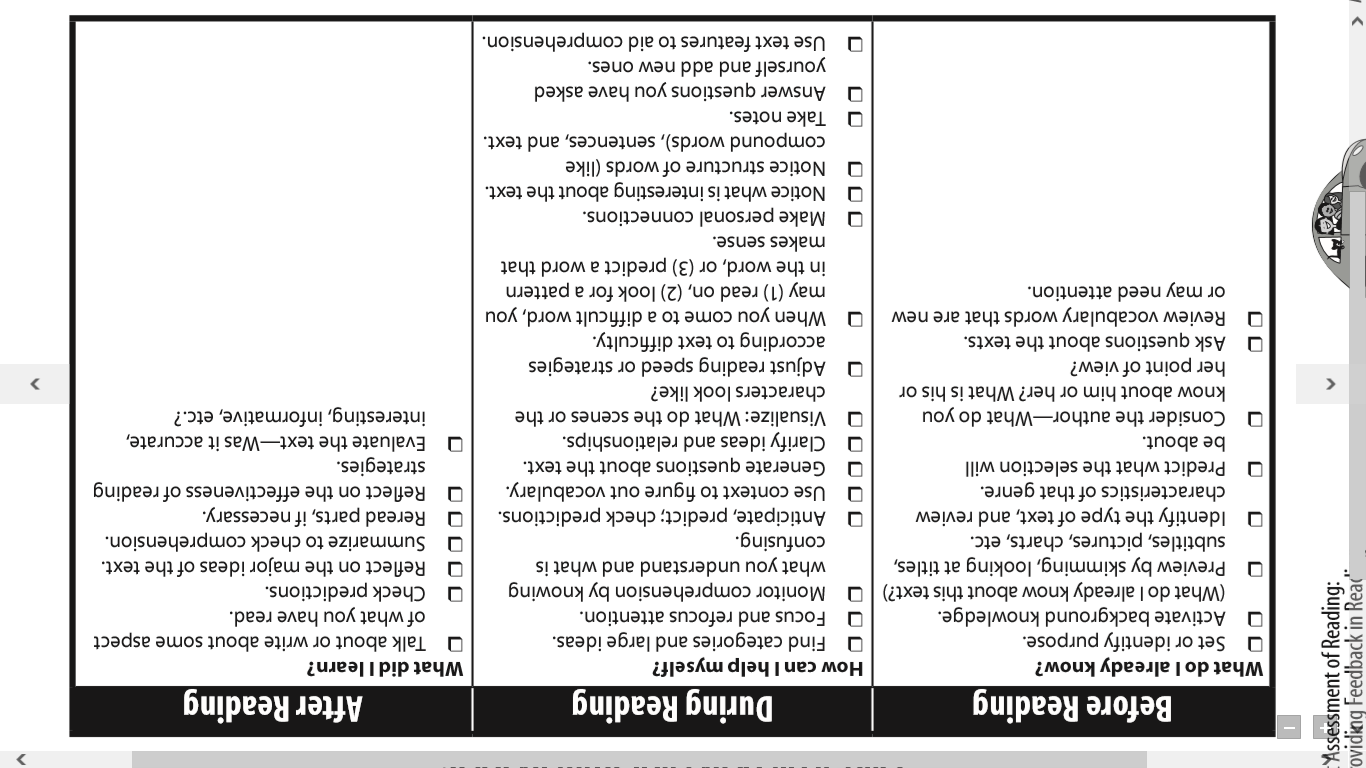 Before Reading
What do I already know?
❑ Set or identify purpose.
❑ Activate background knowledge.
(What do I already know about this text?)
❑ Preview by skimming, looking at titles,
subtitles, pictures, charts, etc.
❑ Identify the type of text, and review
characteristics of that genre.
❑ Predict what the selection will
be about.
❑ Consider the author—What do you
know about him or her? What is his or
her point of view?
❑ Ask questions about the texts.
❑ Review vocabulary words that are new
or may need attention.
During Reading
How can I help myself?
❑ Find categories and large ideas.
❑ Focus and refocus attention.
❑ Monitor comprehension by knowing
what you understand and what is
confusing.
❑ Anticipate, predict; check predictions.
❑ Use context to figure out vocabulary.
❑ Generate questions about the text.
❑ Clarify ideas and relationships.
❑ Visualize: What do the scenes or the
characters look like?
❑ Adjust reading speed or strategies
according to text difficulty.
❑ When you come to a difficult word, you
may (1) read on, (2) look for a pattern
in the word, or (3) predict a word that
makes sense.
❑ Make personal connections.
❑ Notice what is interesting about the text.
❑ Notice structure of words (like
compound words), sentences, and text.
❑ Take notes.
❑ Answer questions you have asked
yourself and add new ones.
❑ Use text features to aid comprehension.
After Reading
What did I learn?
❑ Talk about or write about some aspect
of what you have read.
❑ Check predictions.
❑ Reflect on the major ideas of the text.
❑ Summarize to check comprehension.
❑ Reread parts, if necessary.
❑ Reflect on the effectiveness of reading
strategies.
❑ Evaluate the text—Was it accurate,
interesting, informative, etc.?
Assessment of Reading:
Feedback in